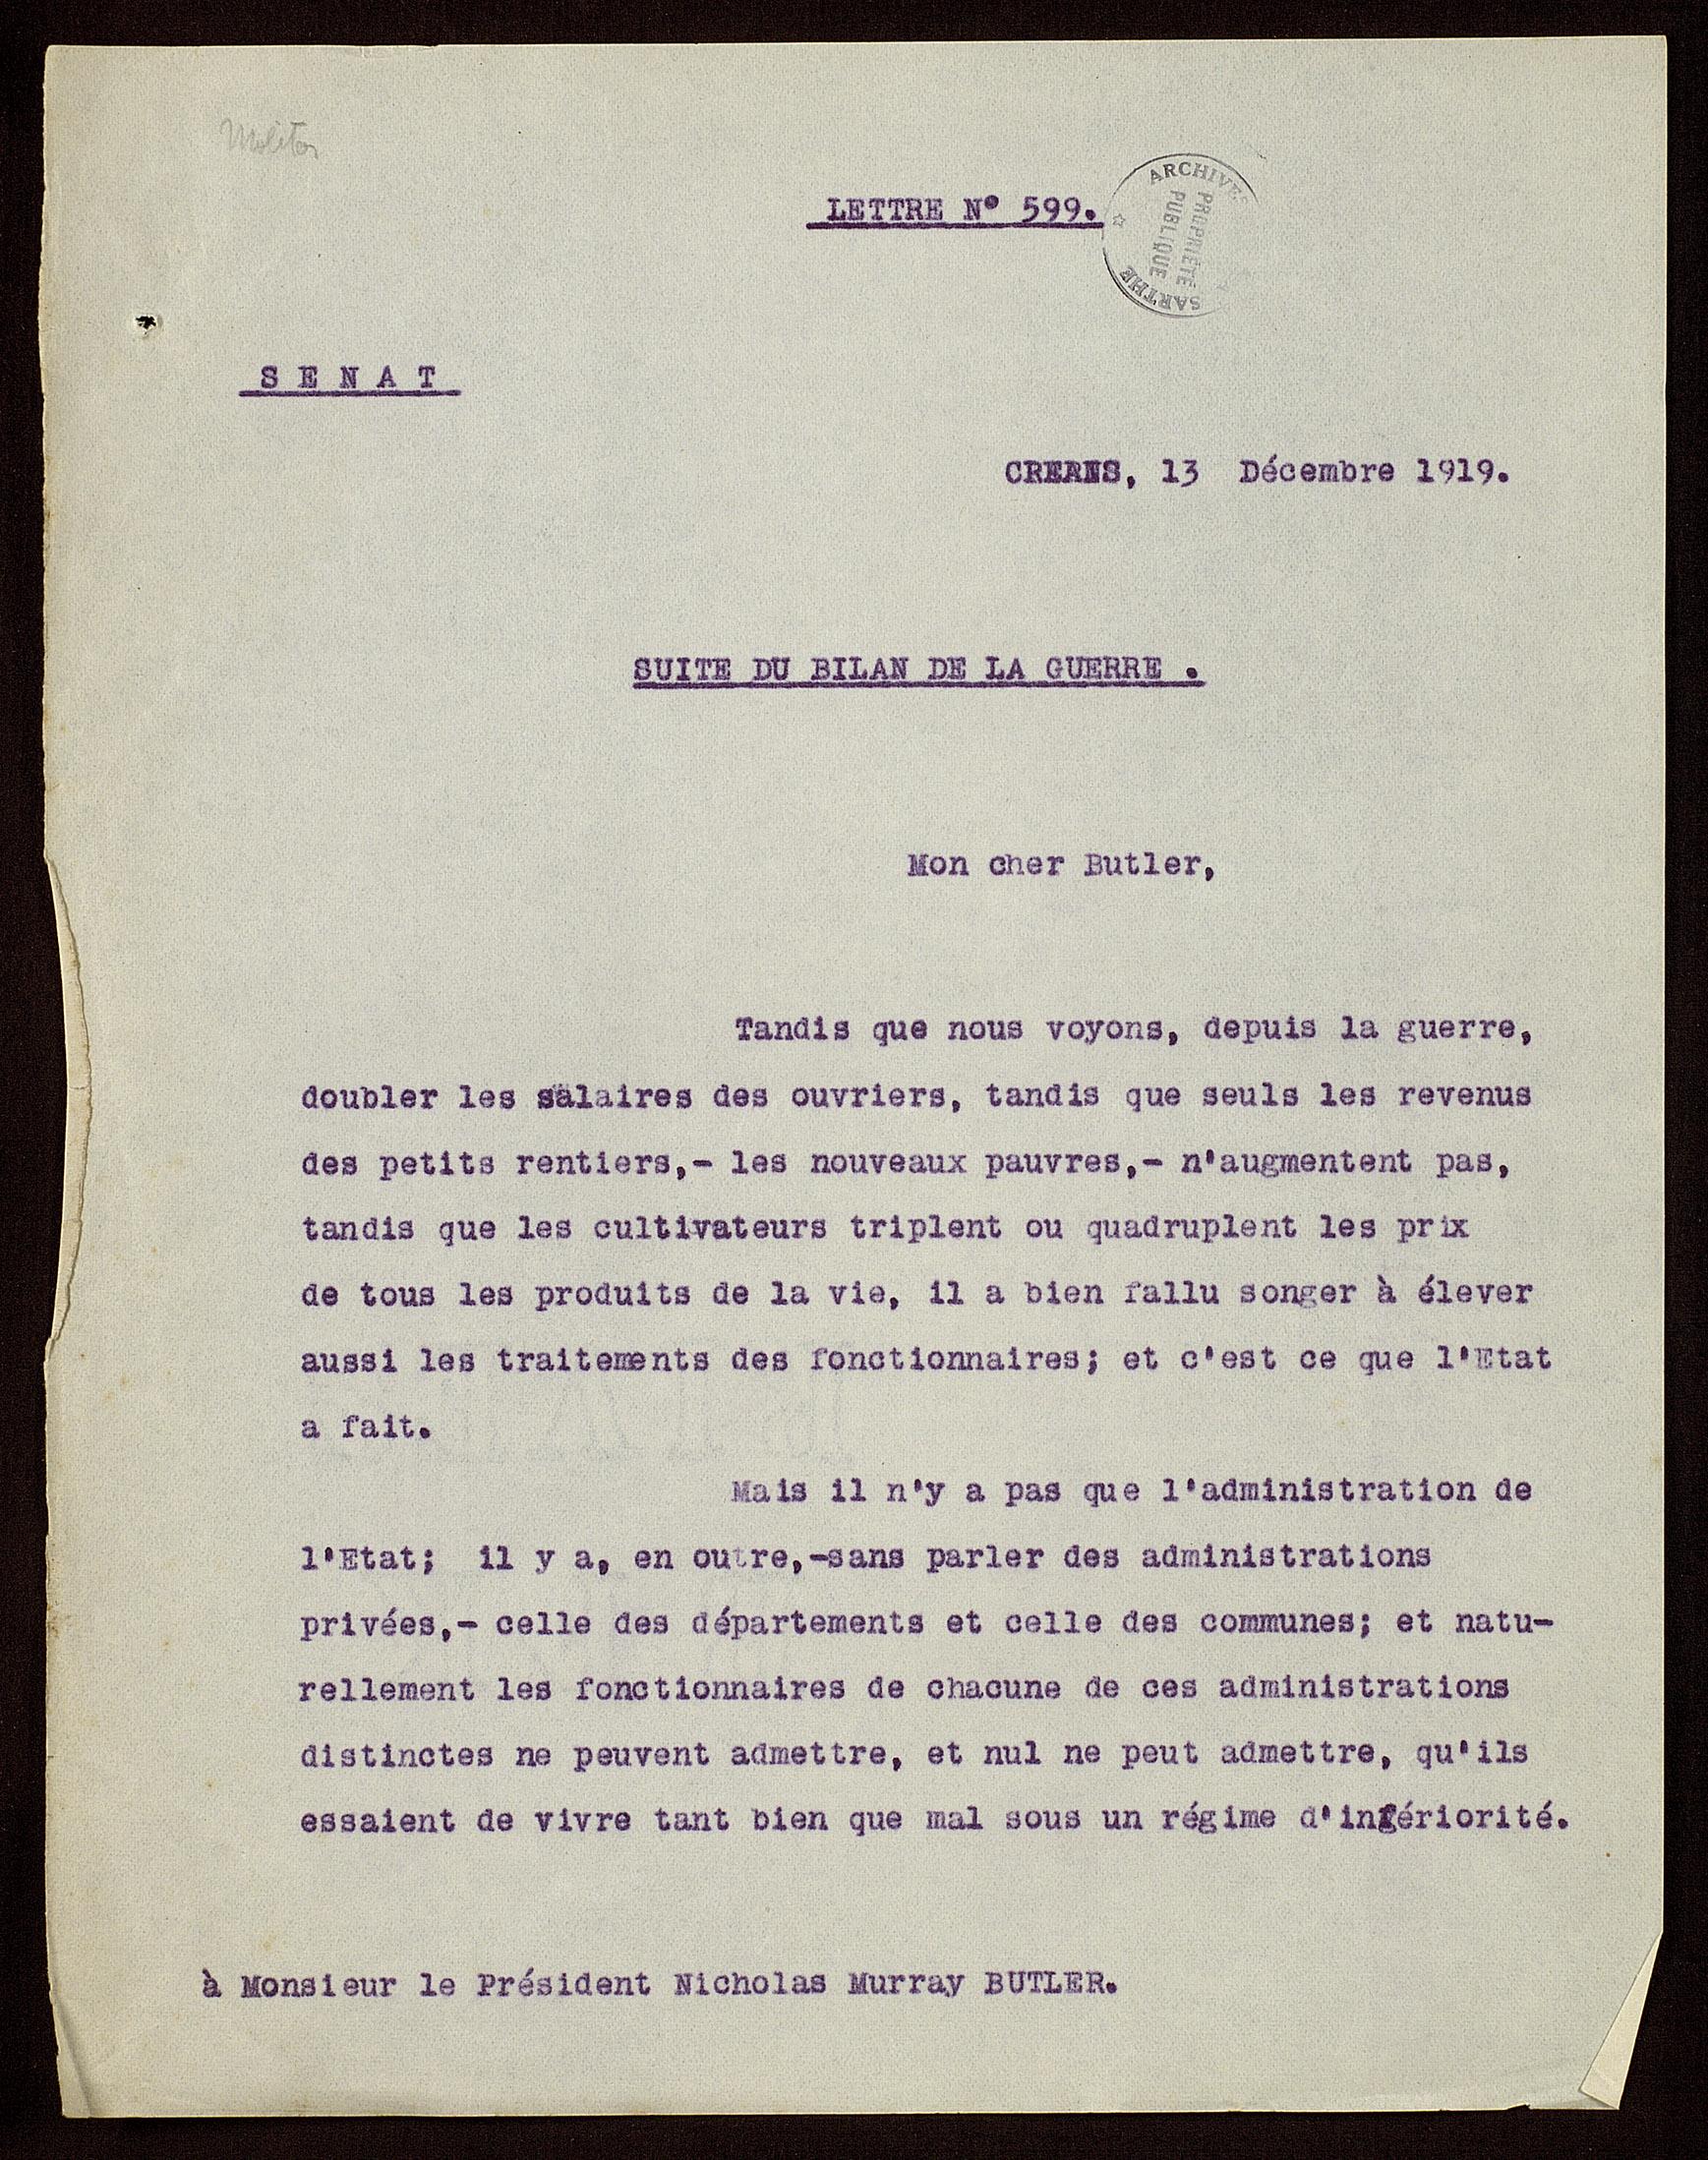 Molitor
LETTRE N° 599.
ARCHIVES
PROPRIÉTÉ
PUBLIQUE
SARTHE
SENAT
CREANS, 13 Décembre 1919.
SUITE DU BILAN DE LA GUERRE .
Mon cher Butler,
Tandis que nous voyons, depuis la guerre,
doubler les salaires des ouvriers, tandis que seuls les revenus
des petits rentiers,- les nouveaux pauvres,- n'augmentent pas,
tandis que les cultivateurs triplent ou quadruplent les prix
de tous les produits de la vie, il a bien fallu songer à élever
aussi les traitements des fonctionnaires; et c'est ce que l'Etat
a fait.
Mais il n'y a pas que l'administration de
l'Etat; il y a, en outre,-sans parler des administrations
privées,- celle des départements et celle des communes; et natu-
rellement les fonctionnaires de chacune de ces administrations
distinctes ne peuvent admettre, et nul ne peut admettre, qu'ils
essaient de vivre tant bien que mal sous un régime d'infériorité.
à Monsieur le Président Nicholas Murray BUTLER.